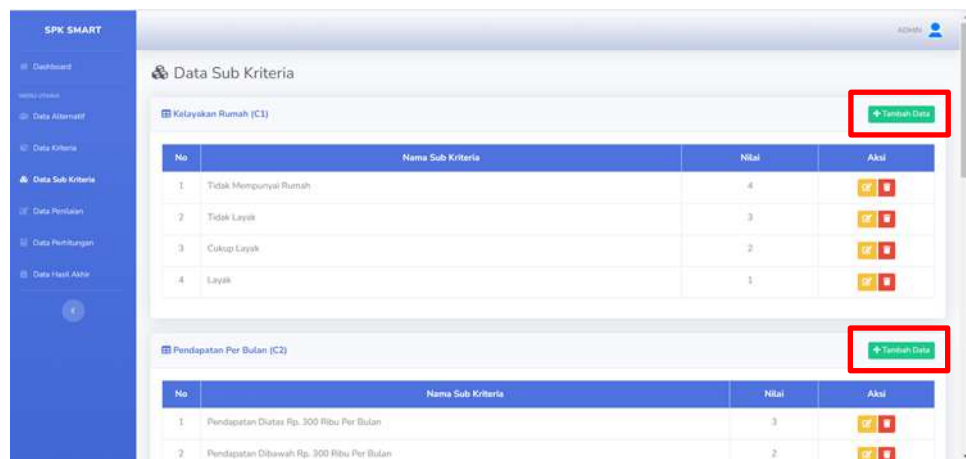 SPK SMART
ADMIN
Dashboard
MENU UTAMA
Data Alternatif
Data Kriteria
Data Sub Kriteria
Data Penilaian
Data Perhitungan
Data Hasil Akhir
Data Sub Kriteria
Kelayakan Rumah (C1)
Tambah Data
No Nama Sub Kriteria Nilai Aksi
1 Tidak Mempunyai Rumah 4
2 Tidak Layak 3
3 Cukup Layak 2
4 Layak 1
Pendapatan Per Bulan (C2)
Tambah Data
No Nama Sub Kriteria Nilai Aksi
1 Pendapatan Diatas Rp. 300 Ribu Per Bulan 3
2 Pendapatan Dibawah Rp. 300 Ribu Per Bulan 2